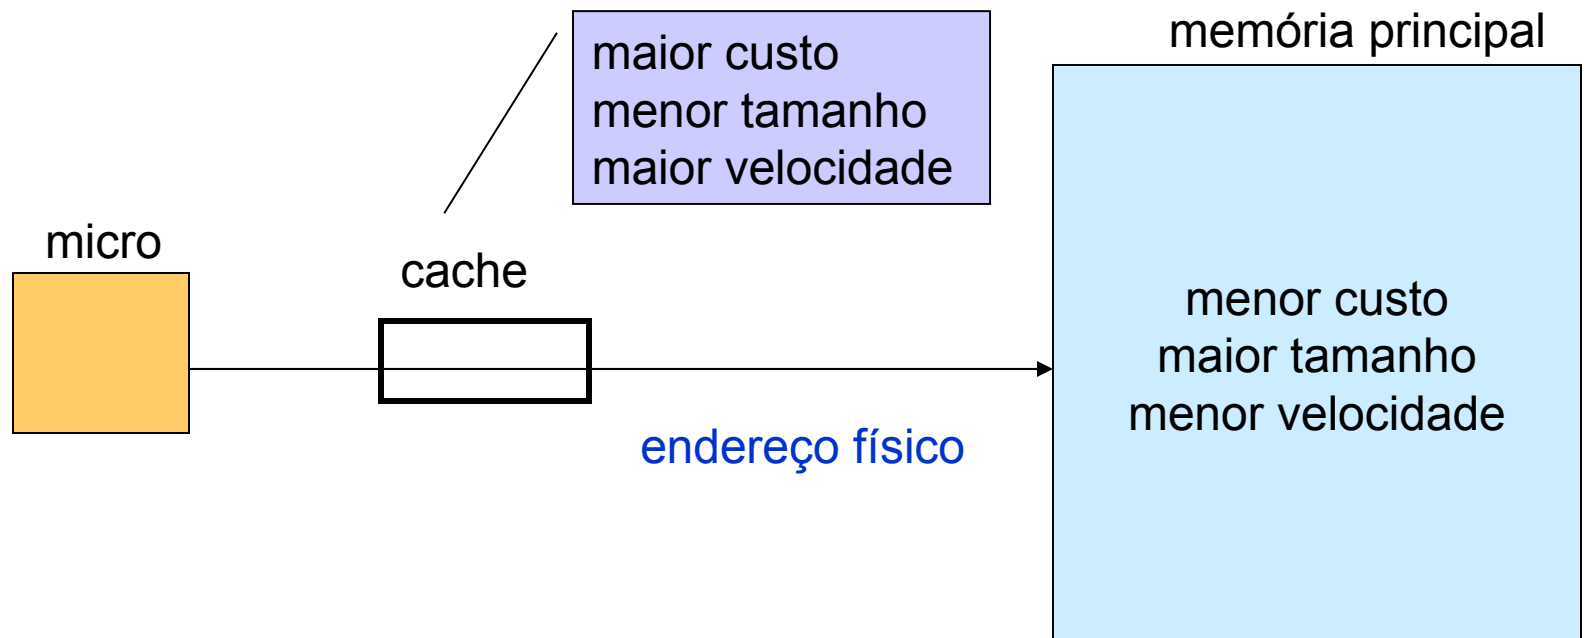 memória principal
maior custo
menor tamanho
maior velocidade
micro
cache
menor custo
maior tamanho
menor velocidade
endereço físico